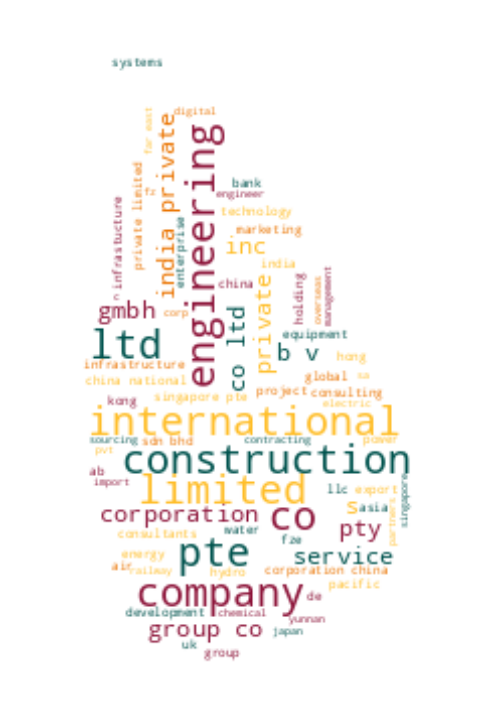 systems
digital
far east
india private
engineering
private limited
fz
bank
engineer
infrastucture
enterprise
technology
marketing
inc
india
china
holding
overseas
management
n
gmbh
corp
co ltd
private
equipment
ltd
b v
hong
infrastructure
global
sa
china national
singapore pte
project
consulting
kong
electric
international
sourcing
sdn bhd
contracting
power
pvt
construction
ab
import
limited
llc
export
singapore
corporation
co
s
asia
partners
consultants
water
pty
fze
pte
service
energy
air
railway
hydro
corporation china
pacific
company
de
development
chemical
yunnan
group co
japan
uk
group